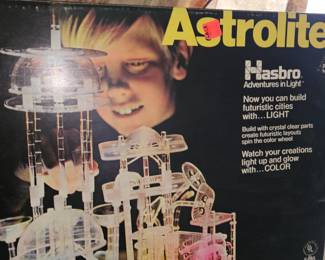 Astrolite
Hasbro
Adventures in Light™
Now you can build
futuristic cities
with...LIGHT
Build with crystal clear parts
create futuristic layouts
spin the color wheel
Watch your creations
light up and glow
with...COLOR